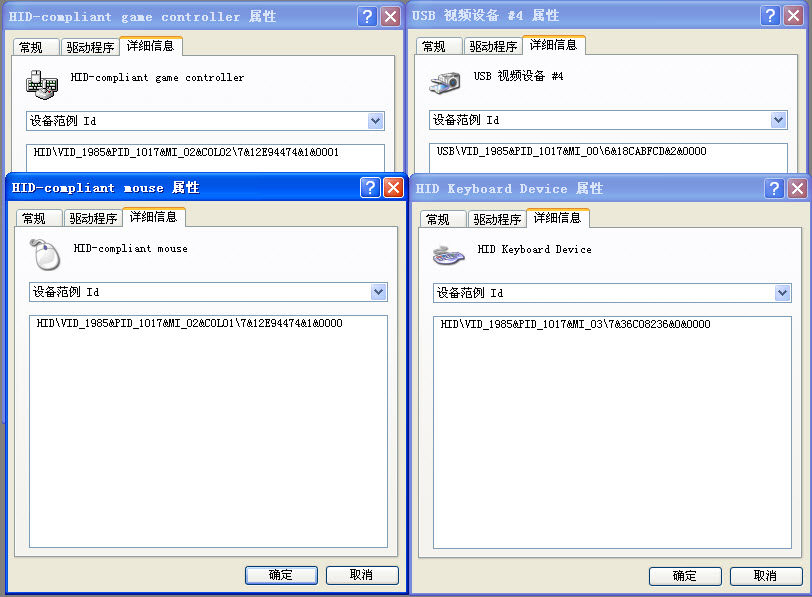 HID-compliant game controller 属性
常规 驱动程序 详细信息
HID-compliant game controller
设备范例 Id
HID\VID_1985&PID_1017&MI_02&COL02\7&12E94474&1&0001
USB 视频设备 #4 属性
常规 驱动程序 详细信息
USB 视频设备 #4
设备范例 Id
USB\VID_1985&PID_1017&MI_00\6&18CABFCD&2&0000
HID-compliant mouse 属性
常规 驱动程序 详细信息
HID-compliant mouse
设备范例 Id
HID\VID_1985&PID_1017&MI_02&COL01\7&12E94474&1&0000
确定 取消
HID Keyboard Device 属性
常规 驱动程序 详细信息
HID Keyboard Device
设备范例 Id
HID\VID_1985&PID_1017&MI_03\7&36C08236&0&0000
确定 取消